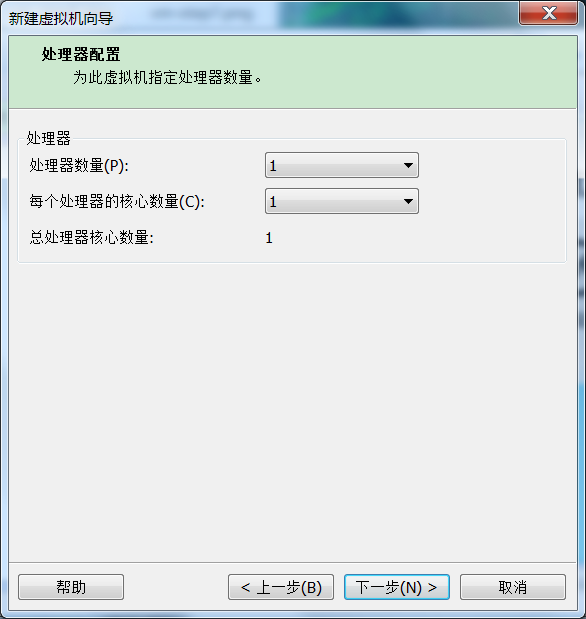 新建虚拟机向导
处理器配置
为此虚拟机指定处理器数量。
处理器
处理器数量(P): 1
每个处理器的核心数量(C): 1
总处理器核心数量: 1
帮助 < 上一步(B) 下一步(N) > 取消